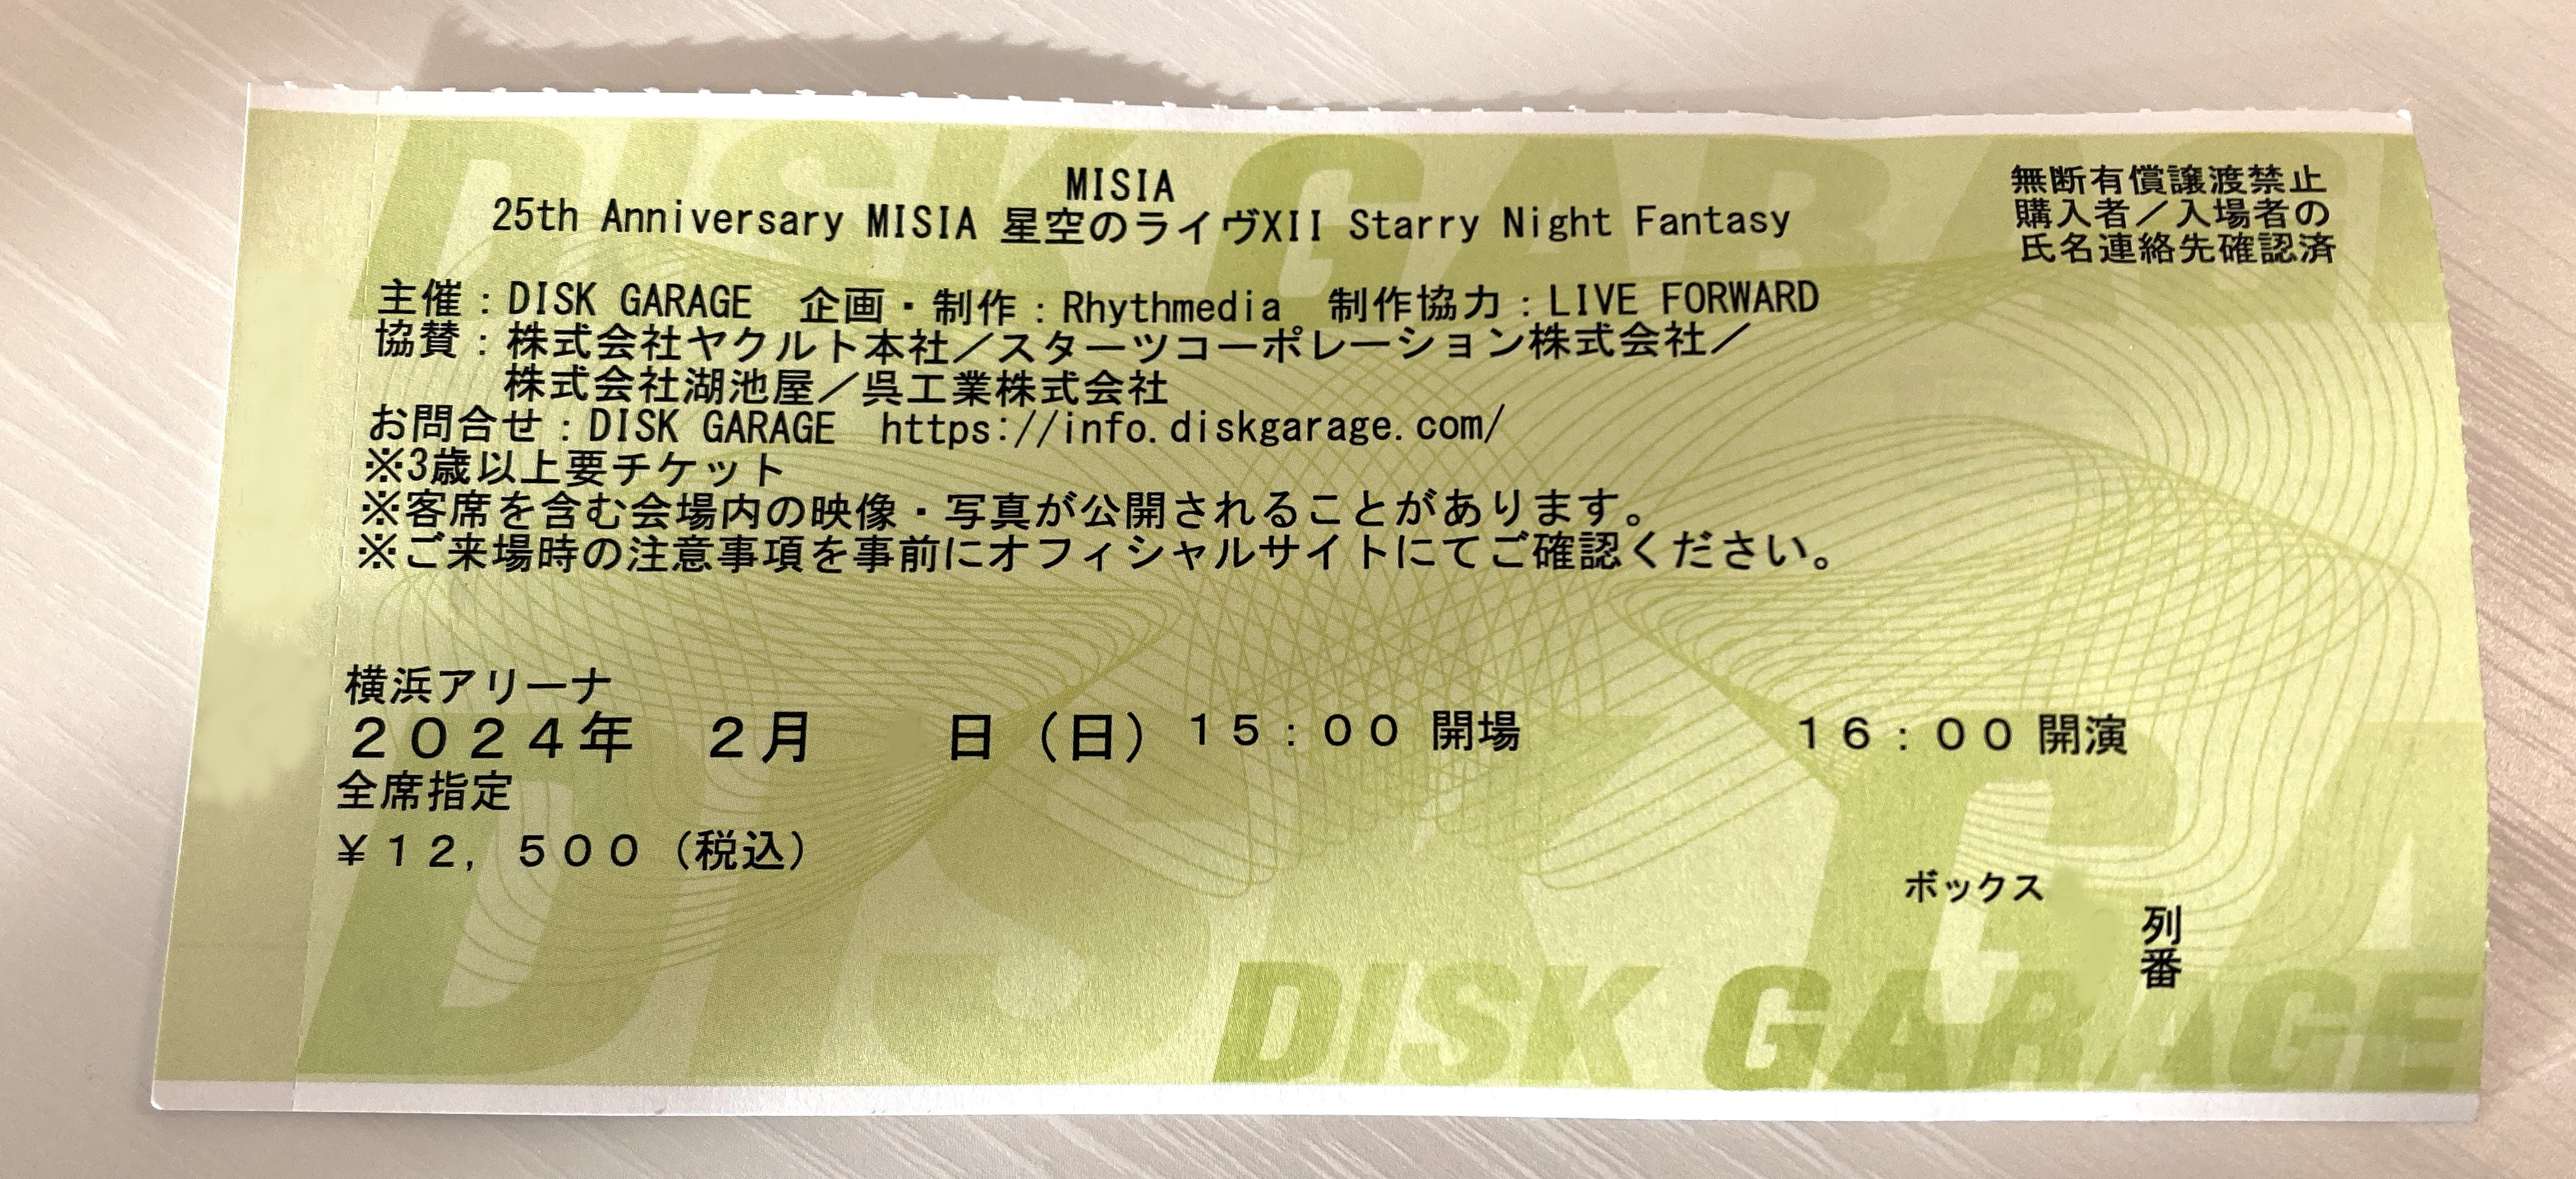 MISIA
25th Anniversary MISIA 星空のライヴXII Starry Night Fantasy
無断有償譲渡禁止
購入者／入場者の
氏名連絡先確認済
主催：DISK GARAGE　企画・制作：Rhythmedia　制作協力：LIVE FORWARD
協賛：株式会社ヤクルト本社／スターツコーポレーション株式会社／
株式会社湖池屋／呉工業株式会社
お問合せ：DISK GARAGE　https://info.diskgarage.com/
※3歳以上要チケット
※客席を含む会場内の映像・写真が公開されることがあります。
※ご来場時の注意事項を事前にオフィシャルサイトにてご確認ください。
横浜アリーナ
２０２４年　２月　　日（日）１５：００ 開場　１６：００ 開演
全席指定
￥１２，５００（税込）
ボックス
列
番
DISK GARAGE